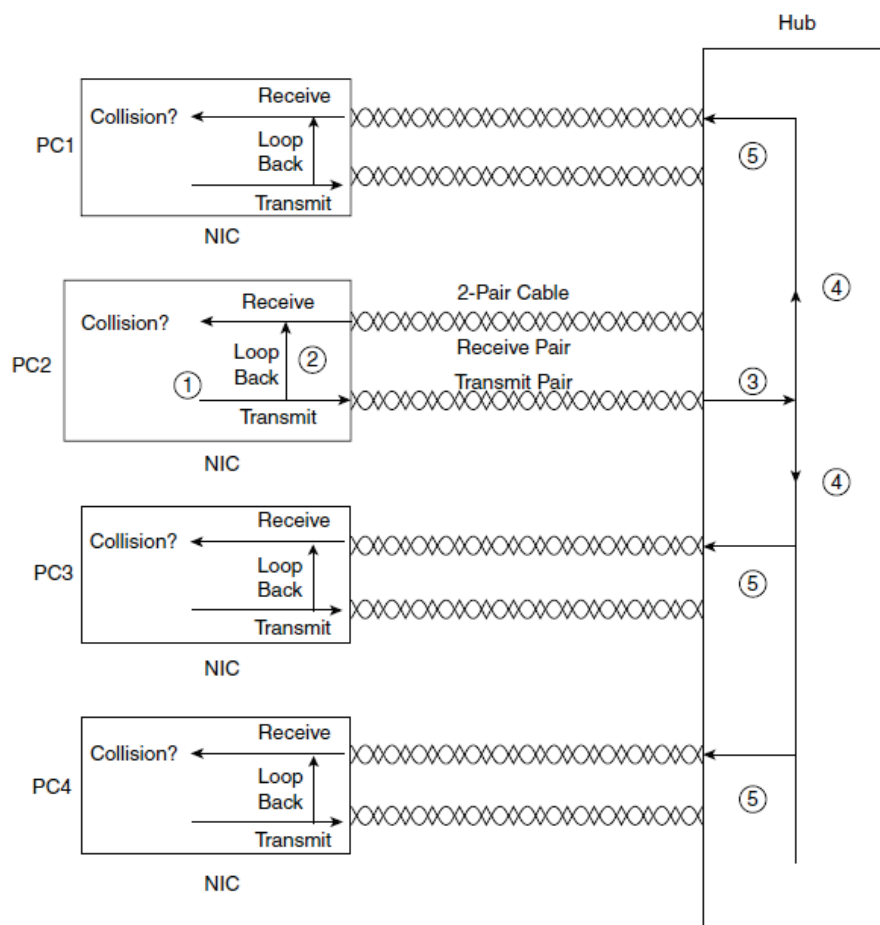 Hub
Receive
Collision?
Loop
Back
Transmit
PC1
NIC
5
4
Receive
Collision?
Loop
Back
2
1
Transmit
PC2
NIC
2-Pair Cable
Receive Pair
Transmit Pair
3
4
Receive
Collision?
Loop
Back
Transmit
PC3
NIC
5
Receive
Collision?
Loop
Back
Transmit
PC4
NIC
5